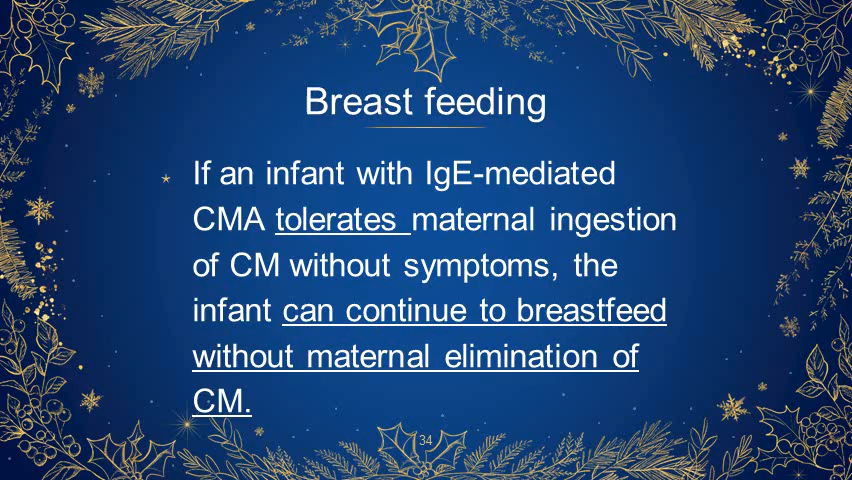 Breast feeding
If an infant with IgE-mediated
CMA tolerates maternal ingestion
of CM without symptoms, the
infant can continue to breastfeed
without maternal elimination of
CM.
34